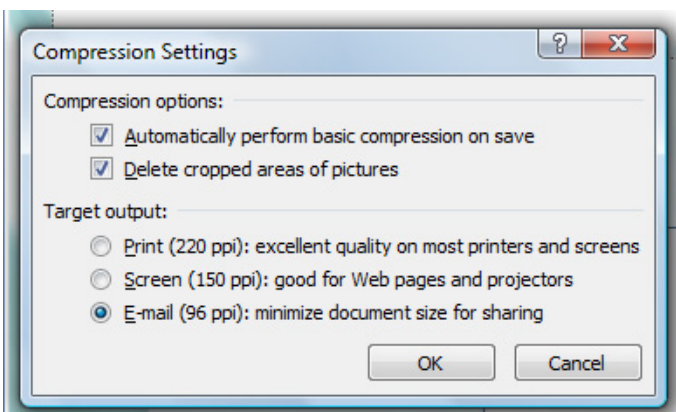 Compression Settings
?
X
Compression options:
Automatically perform basic compression on save
Delete cropped areas of pictures
Target output:
Print (220 ppi): excellent quality on most printers and screens
Screen (150 ppi): good for Web pages and projectors
E-mail (96 ppi): minimize document size for sharing
OK Cancel